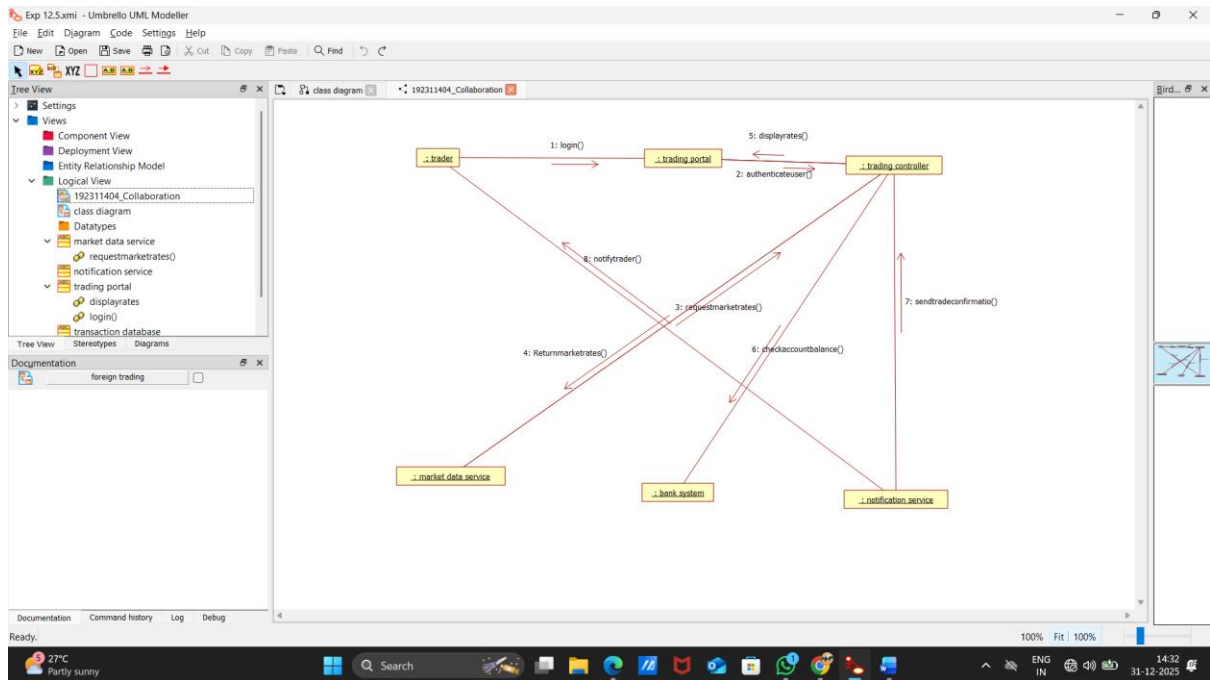 Exp 12.5.xmi - Umbrello UML Modeller
File Edit Diagram Code Settings Help
New Open Save Cut Copy Paste Find
XYZ XYZ A:B A:B
Tree View
class diagram
192311404_Collaboration
Bird...
Settings
Views
Component View
Deployment View
Entity Relationship Model
Logical View
192311404_Collaboration
class diagram
Datatypes
market data service
requestmarketrates()
notification service
trading portal
displayrates
login()
transaction database
Tree View Stereotypes Diagrams
Documentation
foreign trading
Documentation Command history Log Debug
1: login()
5: displayrates()
: trader
: trading portal
: trading controller
2: authenticateuser()
8: notifytrader()
3: requestmarketrates()
7: sendtradeconfirmatio()
4: Returnmarketrates()
6: checkaccountbalance()
: market data service
: bank system
: notification service
Ready.
100% Fit 100%
5
27°C
Partly sunny
Search
1
ENG
IN
14:32
31-12-2025